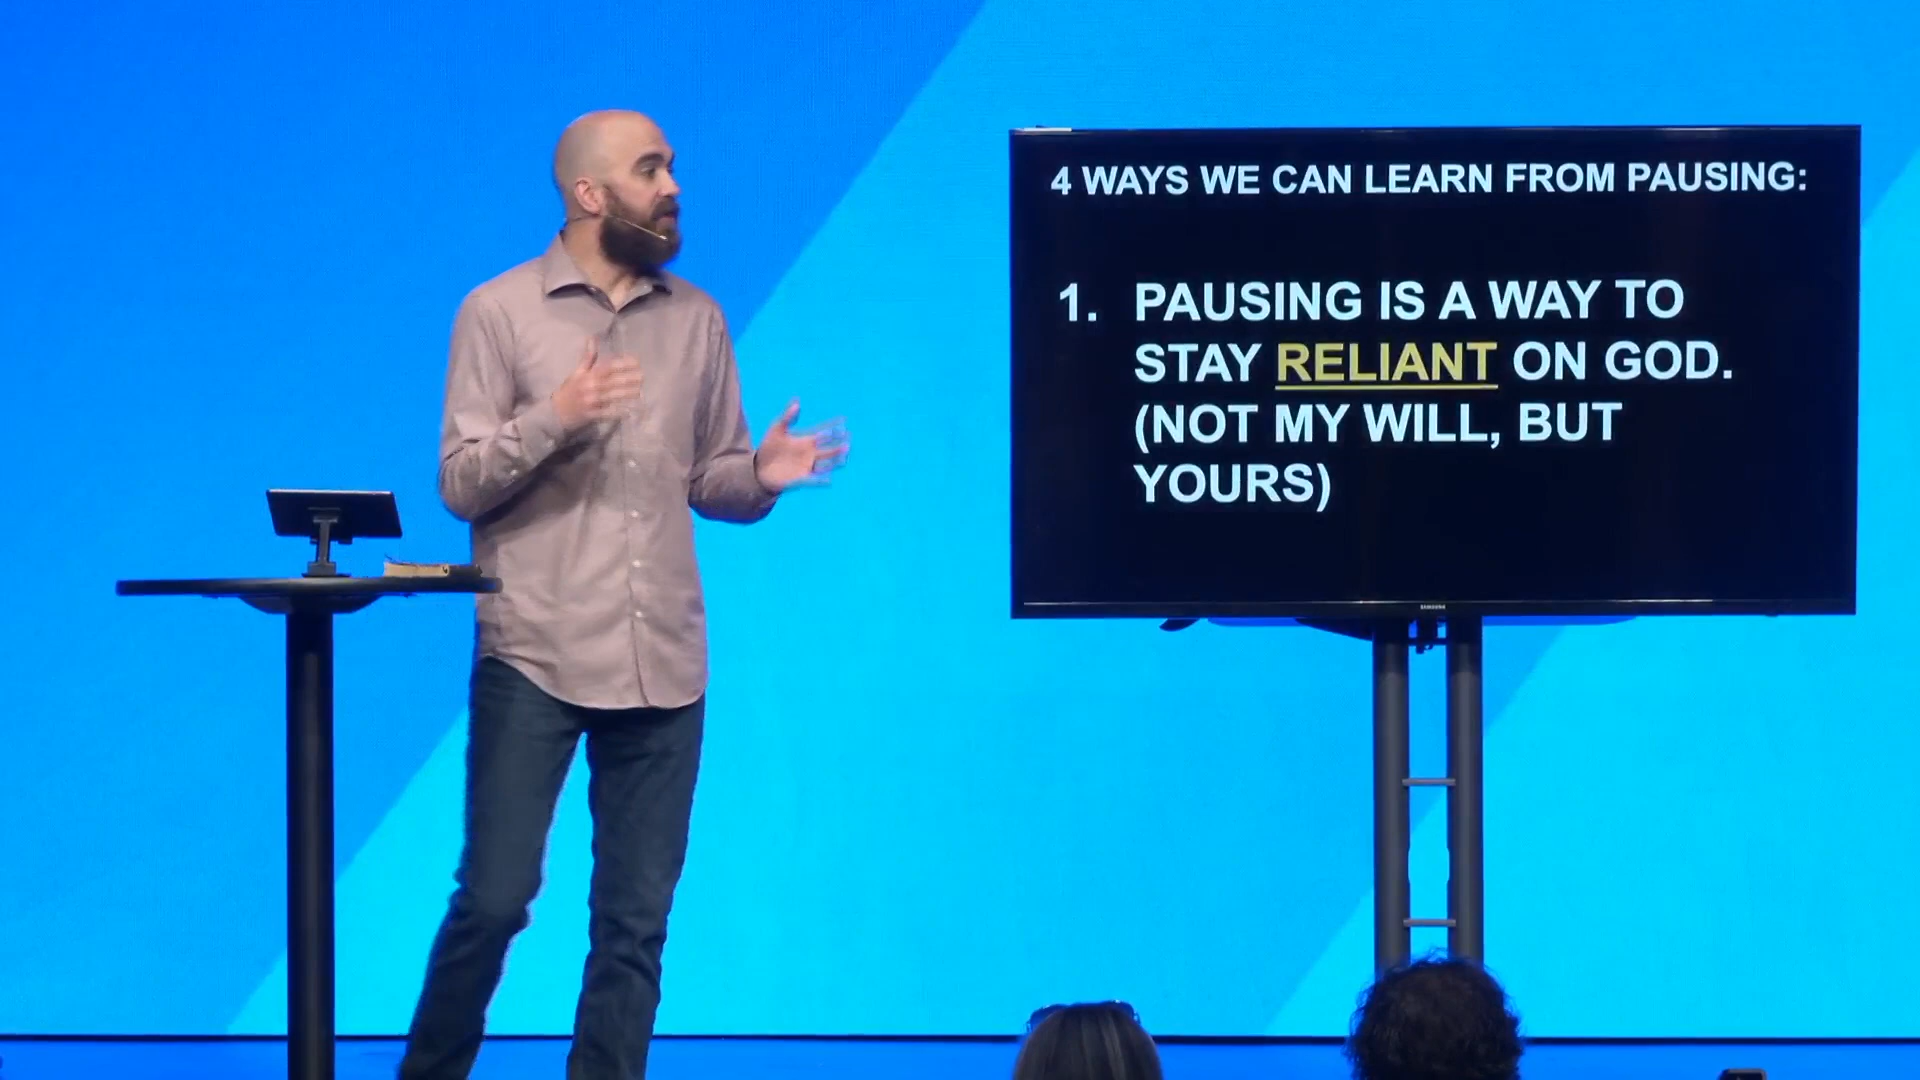 4 WAYS WE CAN LEARN FROM PAUSING:
1. PAUSING IS A WAY TO
STAY RELIANT ON GOD.
(NOT MY WILL, BUT
YOURS)
SAMSUNG